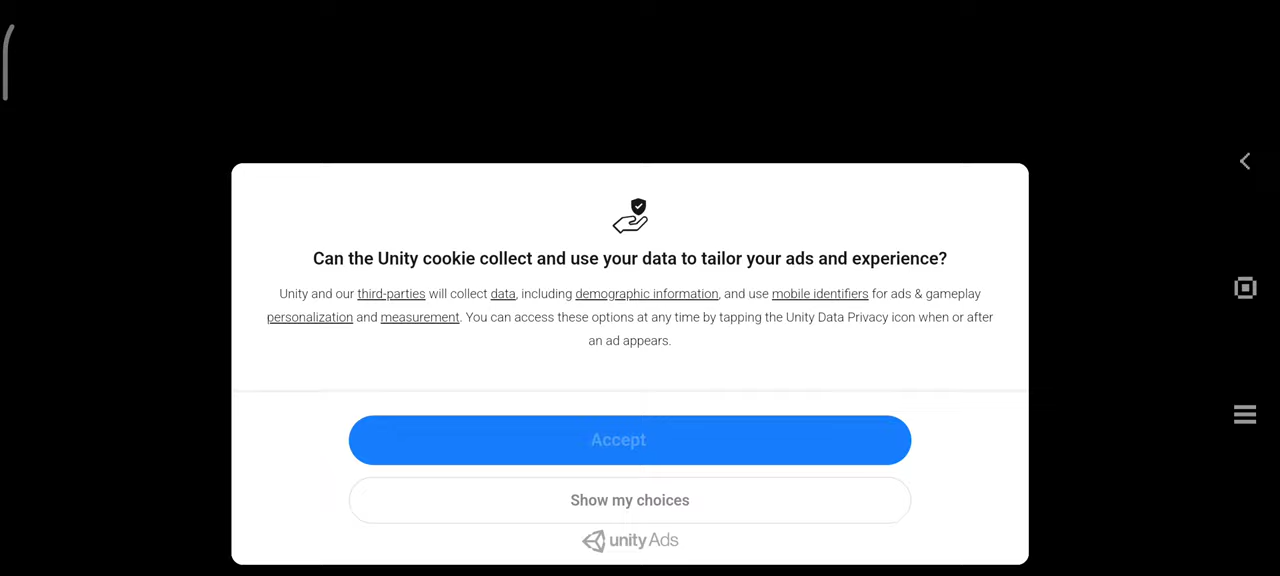 Can the Unity cookie collect and use your data to tailor your ads and experience?
Unity and our third-parties will collect data, including demographic information, and use mobile identifiers for ads & gameplay
personalization and measurement. You can access these options at any time by tapping the Unity Data Privacy icon when or after
an ad appears.
Accept
Show my choices
unity Ads